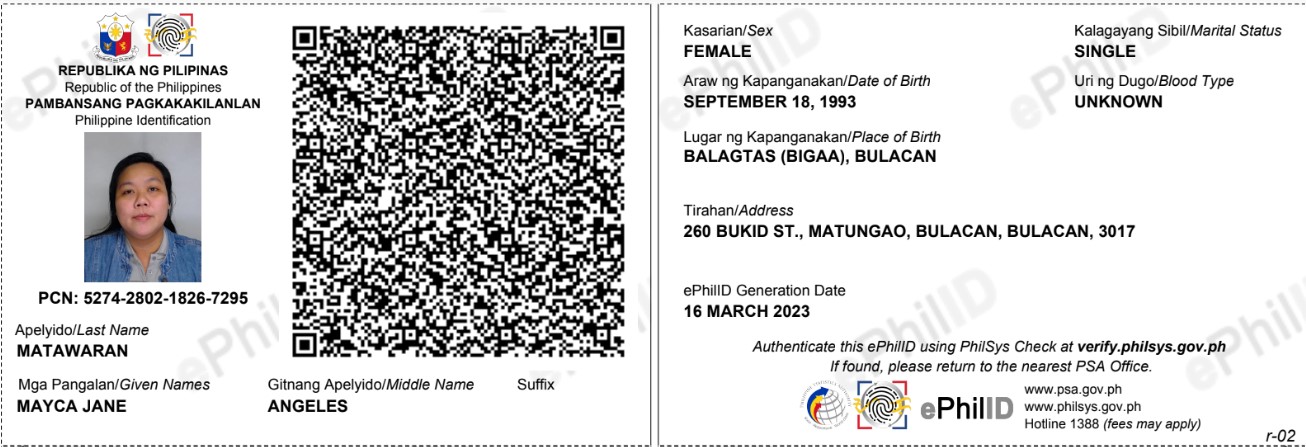 REPUBLIKA NG PILIPINAS
Republic of the Philippines
PAMBANSANG PAGKAKAKILANLAN
Philippine Identification
PCN: 5274-2802-1826-7295
Apelyido/Last Name
MATAWARAN
Mga Pangalan/Given Names
MAYCA JANE
Gitnang Apelyido/Middle Name
ANGELES
Suffix
Kasarian/Sex
FEMALE
Kalagayang Sibil/Marital Status
SINGLE
Araw ng Kapanganakan/Date of Birth
SEPTEMBER 18, 1993
Uri ng Dugo/Blood Type
UNKNOWN
Lugar ng Kapanganakan/Place of Birth
BALAGTAS (BIGAA), BULACAN
Tirahan/Address
260 BUKID ST., MATUNGAO, BULACAN, BULACAN, 3017
ePhilID Generation Date
16 MARCH 2023
Authenticate this ePhilID using PhilSys Check at verify.philsys.gov.ph
If found, please return to the nearest PSA Office.
ePhilID
www.psa.gov.ph
www.philsys.gov.ph
Hotline 1388 (fees may apply)
r-02